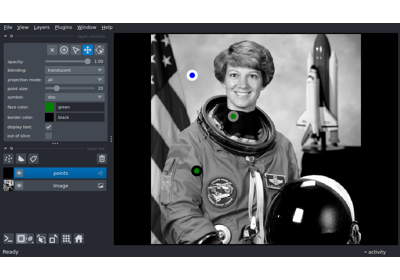 File View Layers Plugins Window Help
opacity: 1.00
blending: translucent
projection mode: all
point size: 20
symbol: disc
face color: green
border color: black
display text:
out of slice:
points
Image
activity